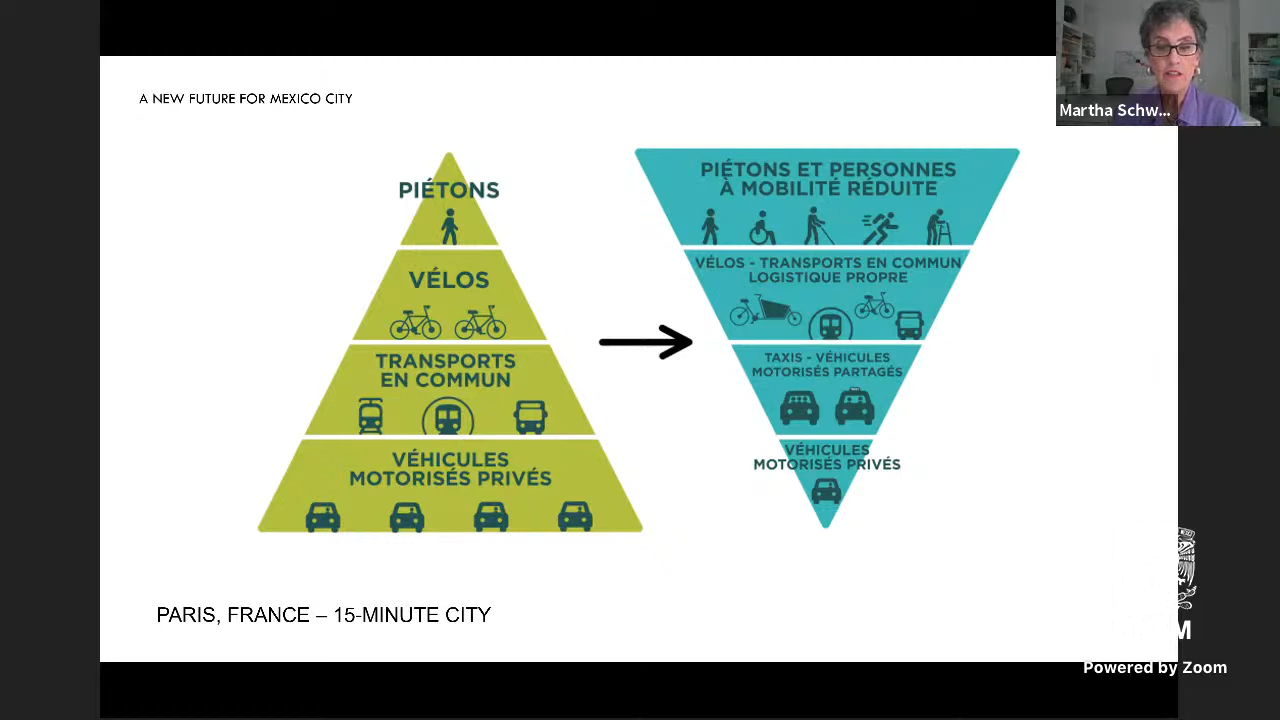 A NEW FUTURE FOR MEXICO CITY
Martha Schw...
PIÉTONS
VÉLOS
TRANSPORTS
EN COMMUN
VÉHICULES
MOTORISÉS PRIVÉS
PIÉTONS ET PERSONNES
À MOBILITÉ RÉDUITE
VÉLOS - TRANSPORTS EN COMMUN
LOGISTIQUE PROPRE
TAXIS - VÉHICULES
MOTORISÉS PARTAGÉS
VÉHICULES
MOTORISÉS PRIVÉS
PARIS, FRANCE – 15-MINUTE CITY
M
Powered by Zoom